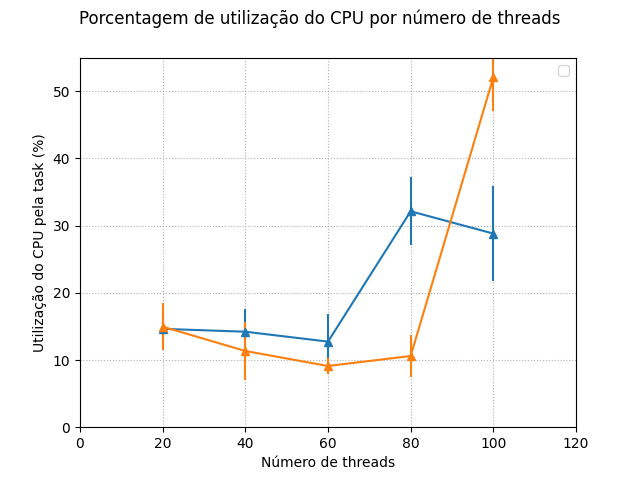 Porcentagem de utilização do CPU por número de threads
Utilização do CPU pela task (%)
50
40
30
20
10
0
0 20 40 60 80 100 120
Número de threads